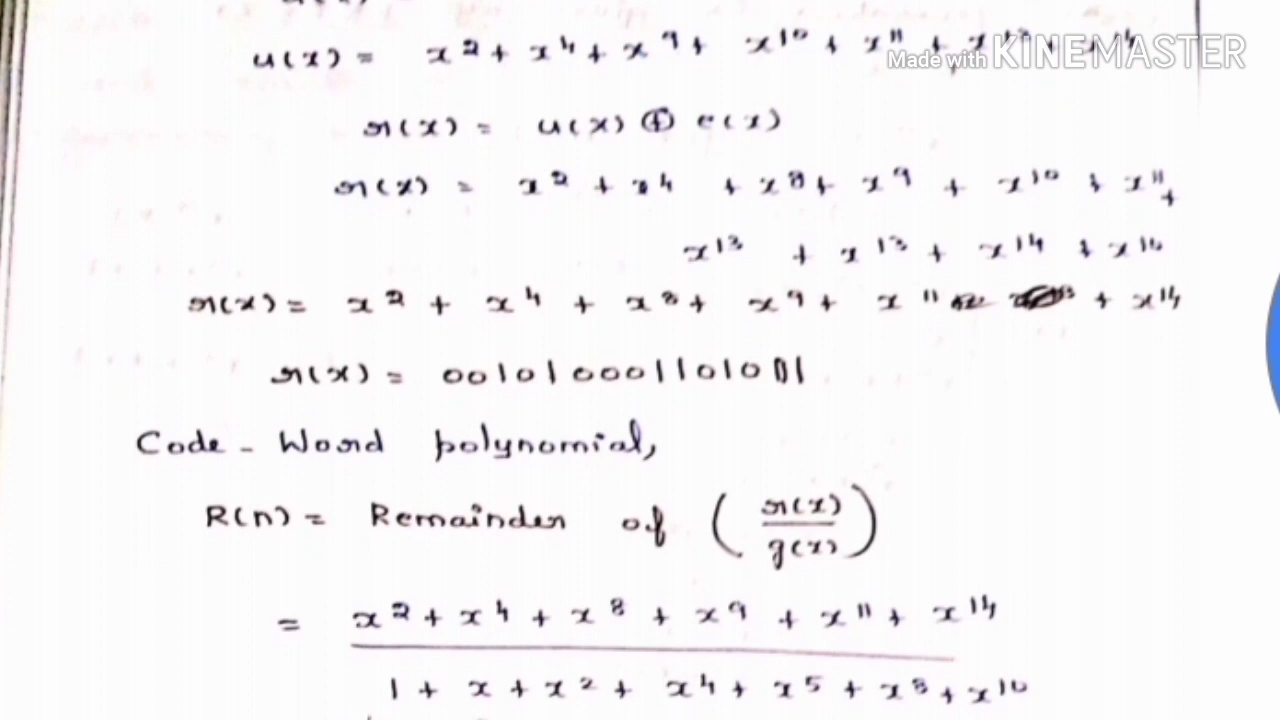 u(x) = x² + x⁴ + x⁹ + x¹⁰ + x¹¹ + + x¹⁴
Made with KINEMASTER
r(x) = u(x) ⊕ e(x)
r(x) = x² + x⁴ + x⁸ + x⁹ + x¹⁰ + x¹¹ +
x¹³ + x¹³ + x¹⁴ + x¹⁰
r(x) = x² + x⁴ + x⁸ + x⁹ + x¹¹ + x¹⁴
r(x) =
Code - Word polynomial,
R(n) = Remainder of ( r(x) / g(x) )
= x² + x⁴ + x⁸ + x⁹ + x¹¹ + x¹⁴
1 + x + x² + x⁴ + x⁵ + x⁸ + x¹⁰